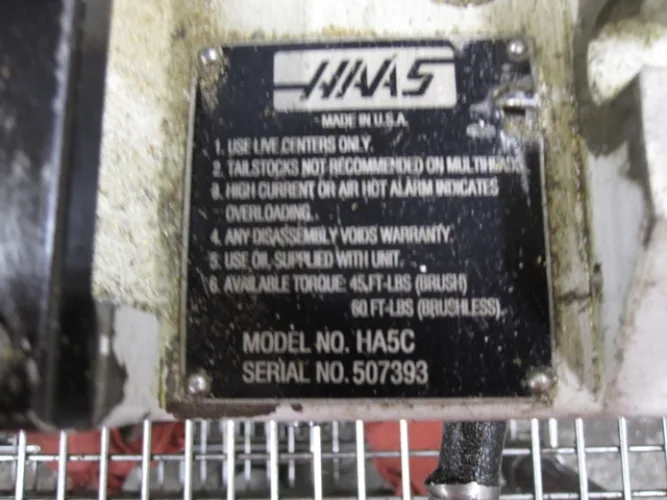 HAAS
MADE IN U.S.A.
1. USE LIVE CENTERS ONLY.
2. TAILSTOCKS NOT RECOMMENDED ON
3. HIGH CURRENT OR AIR HOT ALARM INDICATES
OVERLOADING.
4. ANY DISASSEMBLY VOIDS WARRANTY.
5. USE OIL SUPPLIED WITH UNIT.
6. AVAILABLE TORQUE: 45 FT-LBS (BRUSH)
60 FT-LBS (BRUSHLESS).
MODEL NO. HA5C
SERIAL NO. 507393